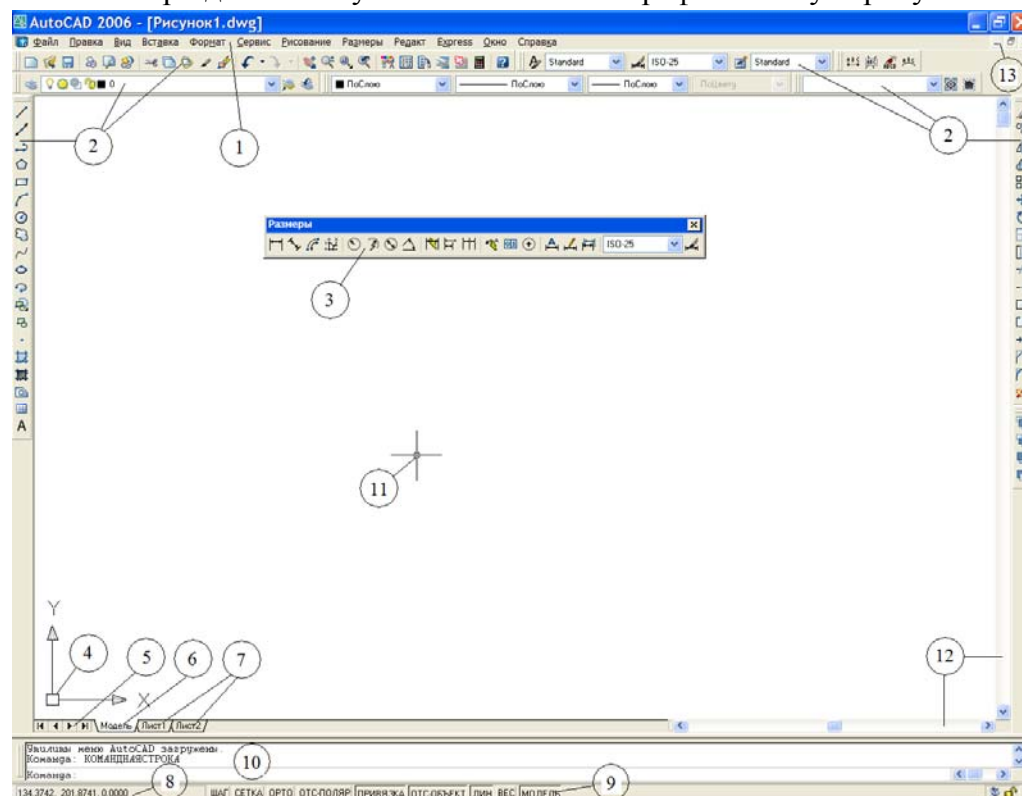 AutoCAD 2006 - [Рисунок1.dwg]
Файл Правка Вид Вставка Формат Сервис Рисование Размеры Редакт Express Окно Справка
Standard ISO-25 Standard
13
0 ПоСлою ПоСлою ПоСлою ПоЦвету
2 1 2
A
Размеры
ISO-25
3
11
Y
4 5 6 7 12
X
Модель Лист1 Лист2
меню AutoCAD загружены.
Команда: КОМАНДНАЯСТРОКА
10
Команда:
8 9
134.3742, 201.8741, 0.0000 ШАГ СЕТКА ОРТО ОТС-ПОЛЯР ПРИВЯЗКА ОТС-ОБЪЕКТ ДИН ВЕС МОДЕЛЬ